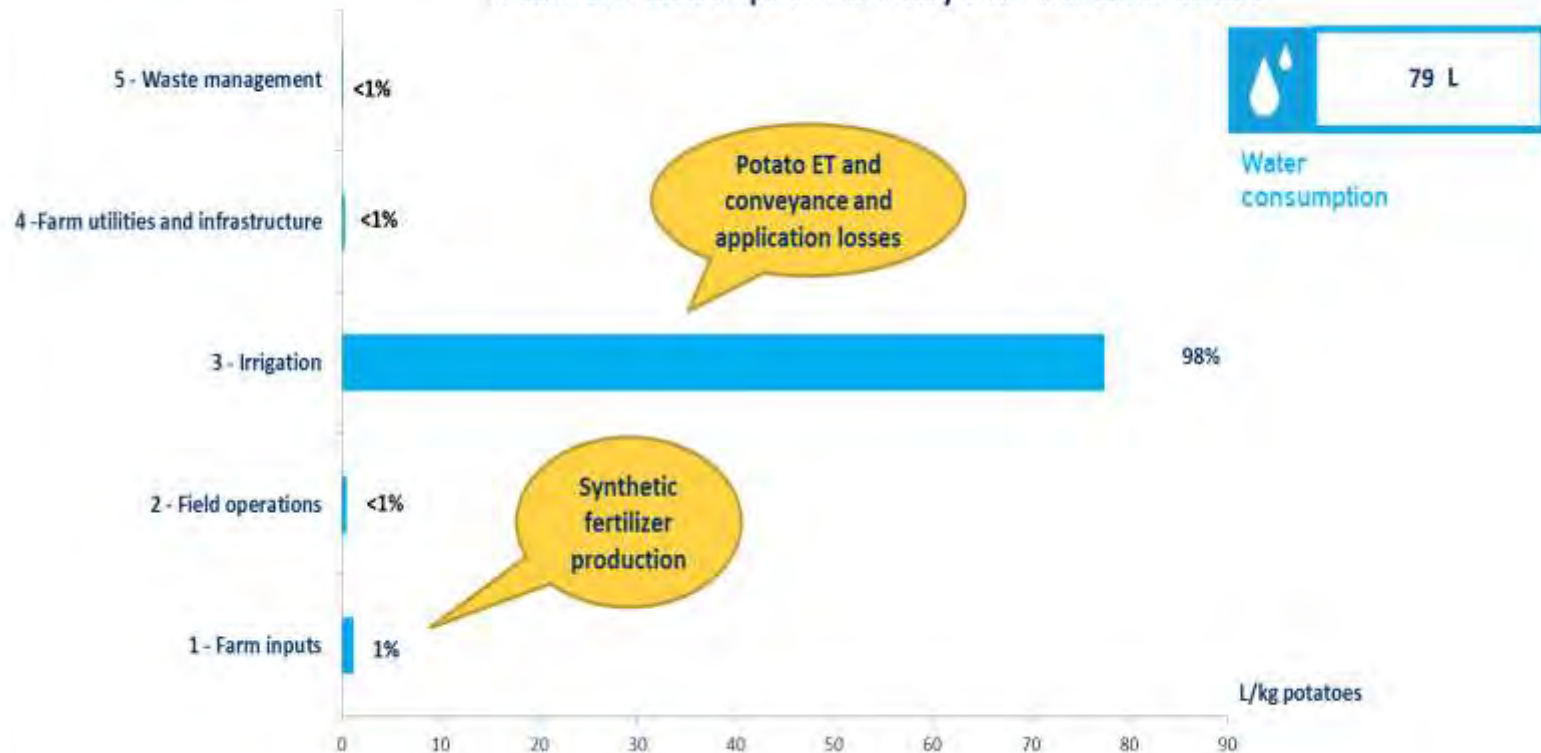 79 L
Water
consumption
5 - Waste management
<1%
Potato ET and
conveyance and
application losses
4 -Farm utilities and infrastructure
<1%
3 - Irrigation
98%
Synthetic
fertilizer
production
2 - Field operations
<1%
1 - Farm inputs
1%
L/kg potatoes
0 10 20 30 40 50 60 70 80 90